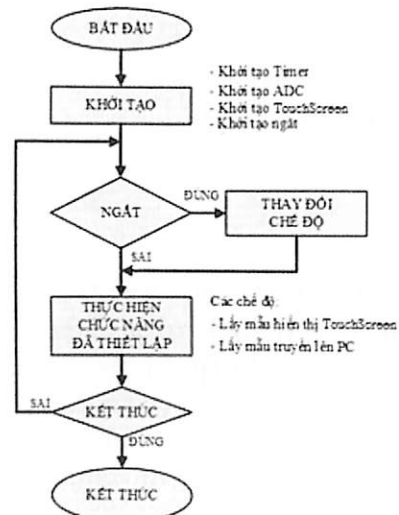 BẮT ĐẦU
KHỞI TẠO
- Khởi tạo Timer
- Khởi tạo ADC
- Khởi tạo TouchScreen
- Khởi tạo ngắt
NGẮT
ĐÚNG
THAY ĐỔI
CHẾ ĐỘ
SAI
THỰC HIỆN
CHỨC NĂNG
ĐÃ THIẾT LẬP
Các chế độ:
- Lấy mẫu hiển thị TouchScreen
- Lấy mẫu truyền lên PC
SAI
KẾT THÚC
ĐÚNG
KẾT THÚC